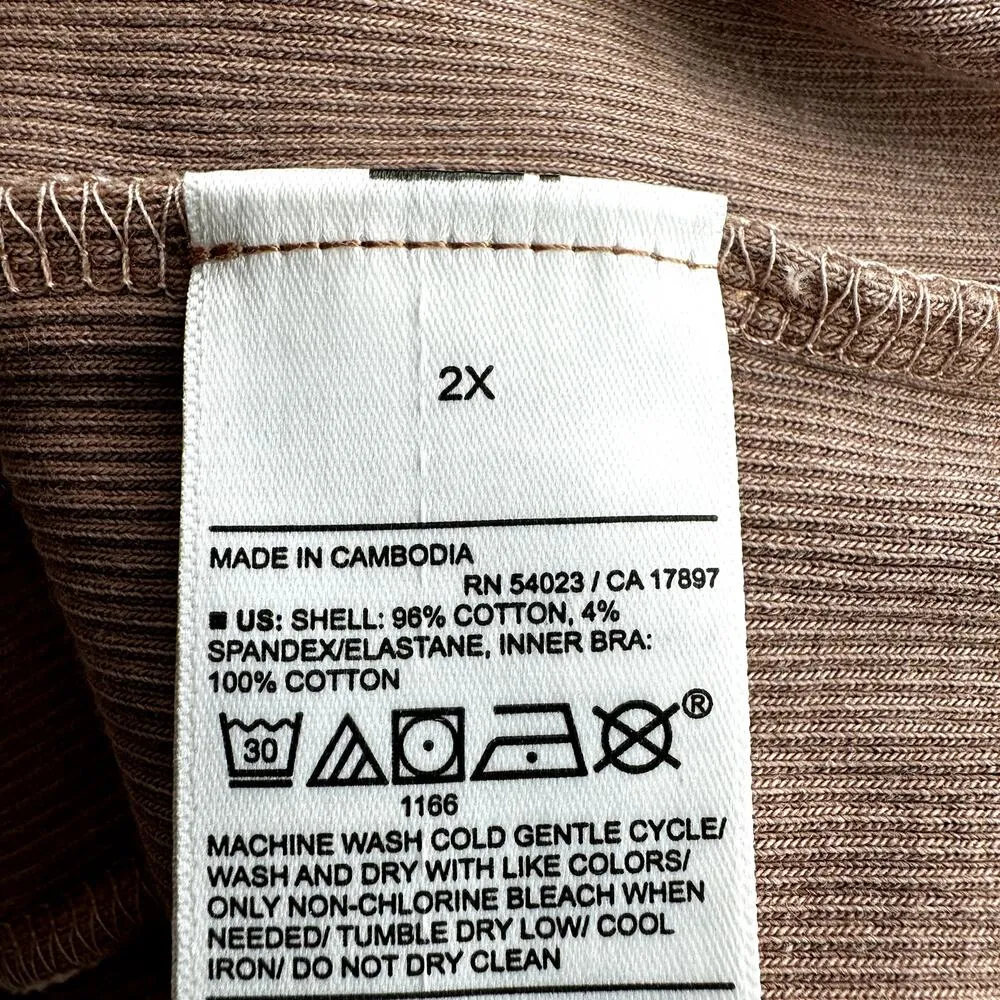 2X
MADE IN CAMBODIA
RN 54023 / CA 17897
■ US: SHELL: 96% COTTON, 4%
SPANDEX/ELASTANE, INNER BRA:
100% COTTON
30
®
1166
MACHINE WASH COLD GENTLE CYCLE/
WASH AND DRY WITH LIKE COLORS/
ONLY NON-CHLORINE BLEACH WHEN
NEEDED/ TUMBLE DRY LOW/ COOL
IRON/ DO NOT DRY CLEAN